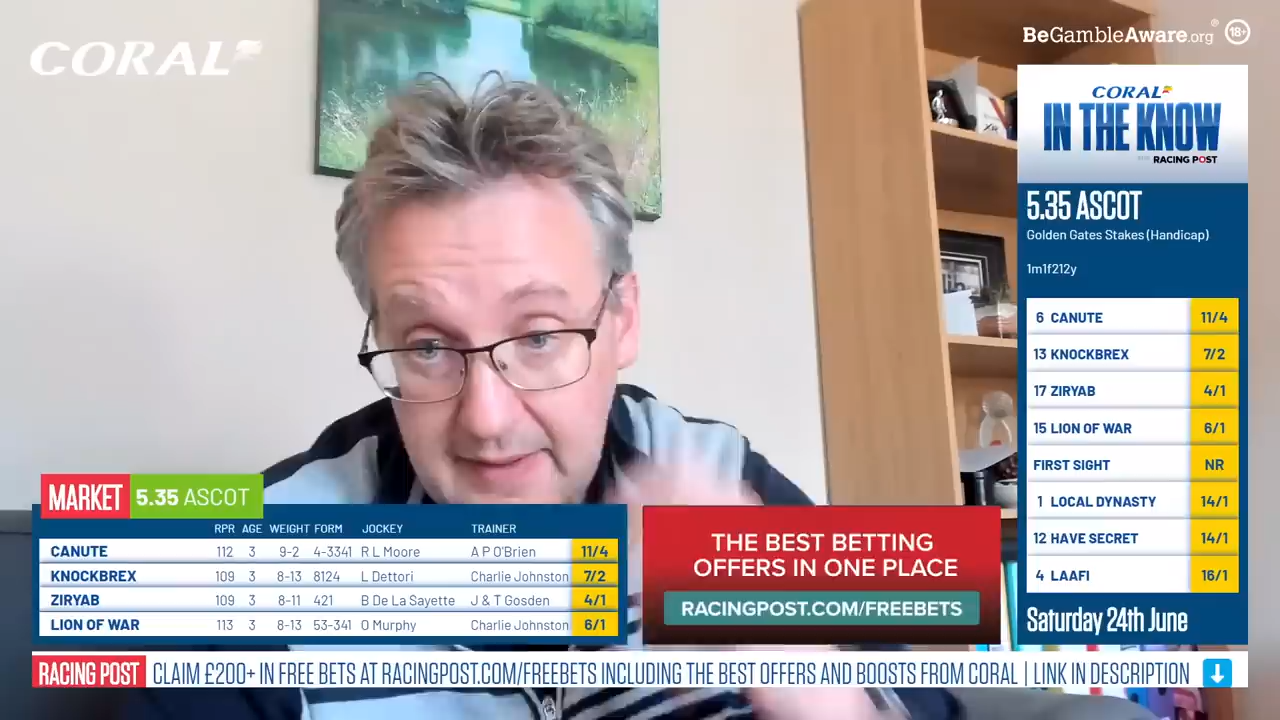 CORAL
BeGambleAware.org® 18+
CORAL
IN THE KNOW
WITH RACING POST
5.35 ASCOT
Golden Gates Stakes (Handicap)
1m1f212y
6 CANUTE 11/4
13 KNOCKBREX 7/2
17 ZIRYAB 4/1
15 LION OF WAR 6/1
FIRST SIGHT NR
1 LOCAL DYNASTY 14/1
12 HAVE SECRET 14/1
4 LAAFI 16/1
Saturday 24th June
MARKET 5.35 ASCOT
RPR AGE WEIGHT FORM JOCKEY TRAINER
CANUTE 112 3 9-2 4-3341 R L Moore A P O'Brien 11/4
KNOCKBREX 109 3 8-13 8124 L Dettori Charlie Johnston 7/2
ZIRYAB 109 3 8-11 421 B De La Sayette J & T Gosden 4/1
LION OF WAR 113 3 8-13 53-341 O Murphy Charlie Johnston 6/1
THE BEST BETTING
OFFERS IN ONE PLACE
RACINGPOST.COM/FREEBETS
RACING POST CLAIM £200+ IN FREE BETS AT RACINGPOST.COM/FREEBETS INCLUDING THE BEST OFFERS AND BOOSTS FROM CORAL | LINK IN DESCRIPTION